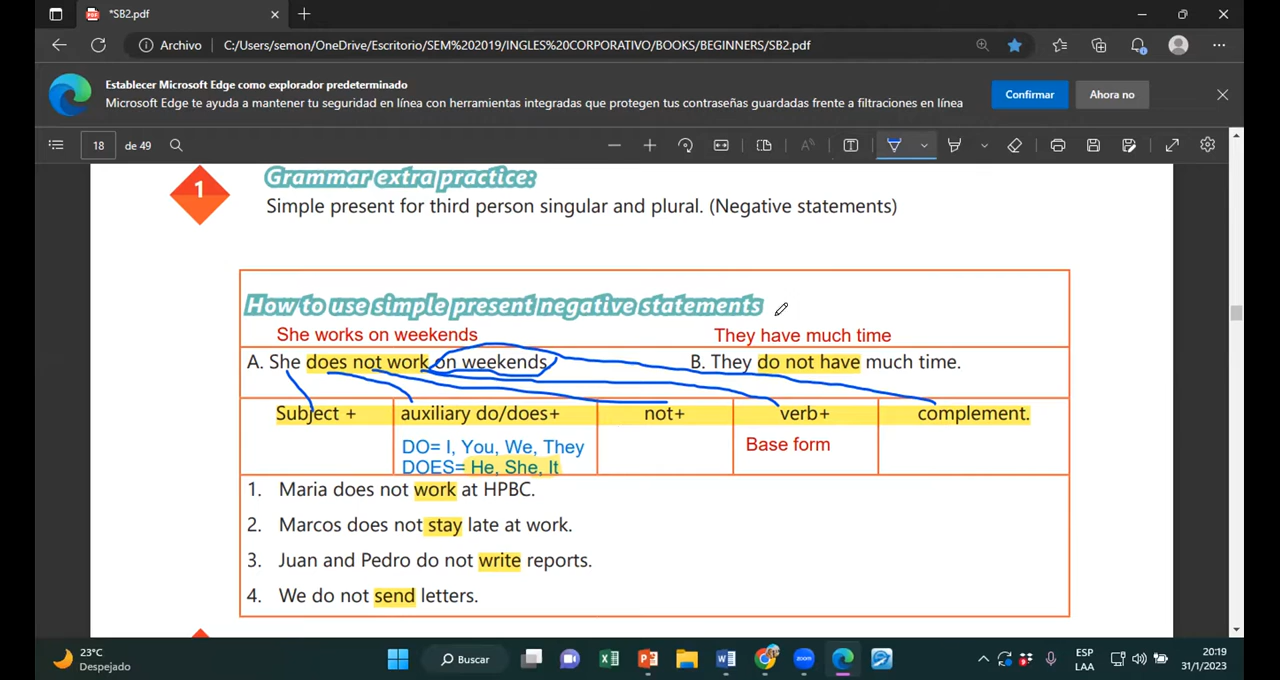 *SB2.pdf
Archivo C:/Users/semon/OneDrive/Escritorio/SEM%202019/INGLES%20CORPORATIVO/BOOKS/BEGINNERS/SB2.pdf
Establecer Microsoft Edge como explorador predeterminado
Microsoft Edge te ayuda a mantener tu seguridad en línea con herramientas integradas que protegen tus contraseñas guardadas frente a filtraciones en línea
Confirmar Ahora no
18 de 49
1 Grammar extra practice:
Simple present for third person singular and plural. (Negative statements)
How to use simple present negative statements
She works on weekends They have much time
A. She does not work on weekends B. They do not have much time.
Subject + auxiliary do/does+ not+ verb+ complement.
DO= I, You, We, They Base form
DOES= He, She, It
1. Maria does not work at HPBC.
2. Marcos does not stay late at work.
3. Juan and Pedro do not write reports.
4. We do not send letters.
23°C
Despejado
Buscar
zoom
ESP
LAA
20:19
31/1/2023